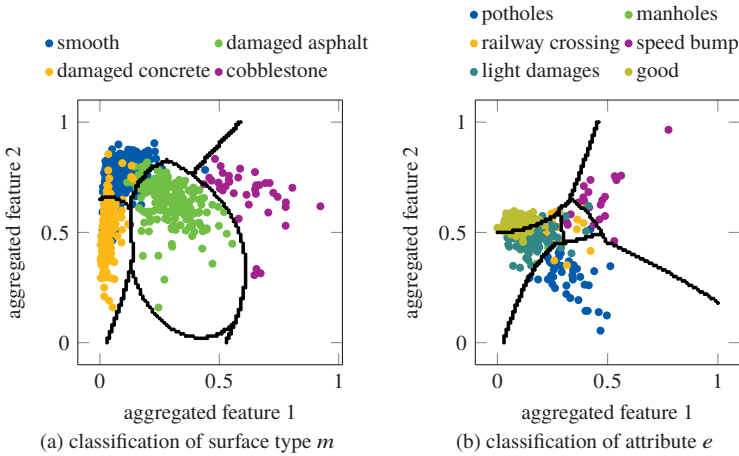 smooth
damaged asphalt
damaged concrete
cobblestone
1
0.5
0
0
0.5
1
aggregated feature 2
aggregated feature 1
(a) classification of surface type m
potholes
manholes
railway crossing
speed bump
light damages
good
1
0.5
0
0
0.5
1
aggregated feature 2
aggregated feature 1
(b) classification of attribute e